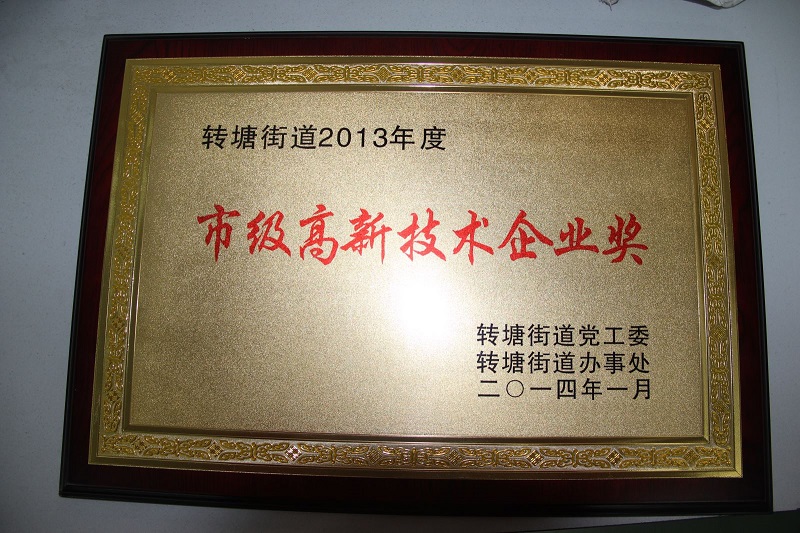 转塘街道2013年度
市级高新技术企业奖
转塘街道党工委
转塘街道办事处
二〇一四年一月